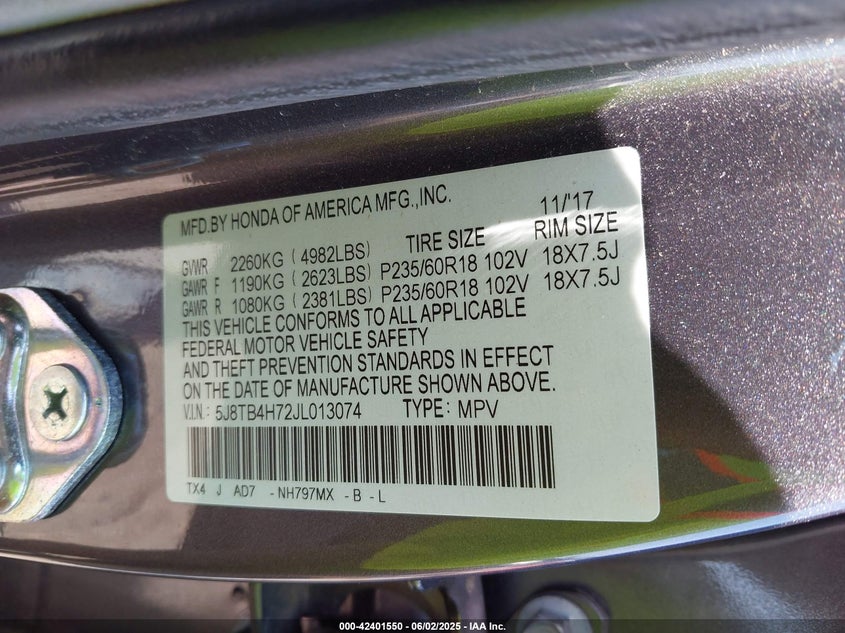 MFD.BY HONDA OF AMERICA MFG.,INC. 11/'17
TIRE SIZE RIM SIZE
GVWR 2260KG ( 4982LBS)
GAWR F 1190KG ( 2623LBS) P235/60R18 102V 18X7.5J
GAWR R 1080KG ( 2381LBS) P235/60R18 102V 18X7.5J
THIS VEHICLE CONFORMS TO ALL APPLICABLE
FEDERAL MOTOR VEHICLE SAFETY
AND THEFT PREVENTION STANDARDS IN EFFECT
ON THE DATE OF MANUFACTURE SHOWN ABOVE.
V.I.N.: 5J8TB4H72JL013074 TYPE: MPV
TX4 J AD7 - NH797MX - B - L
000-42401550 - 06/02/2025 - IAA Inc.